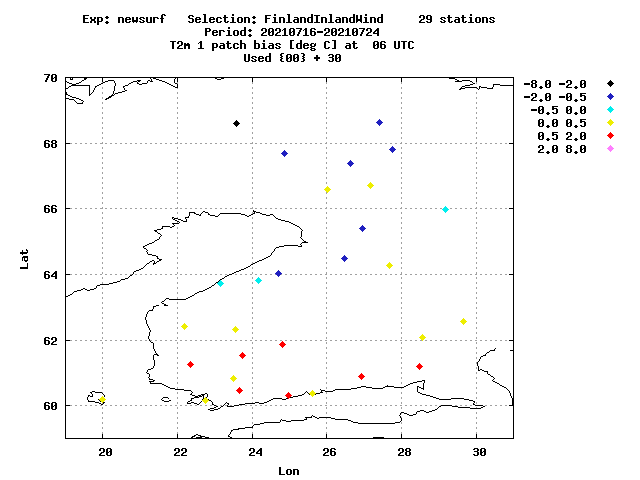 Exp: newsurf   Selection: FinlandInlandWind     29 stations
Period: 20210716-20210724
T2m 1 patch bias [deg C] at  06 UTC
Used {00} + 30
70
68
66
64
62
60
Lat
20 22 24 26 28 30
Lon
-8.0 -2.0
-2.0 -0.5
-0.5 0.0
0.0 0.5
0.5 2.0
2.0 8.0